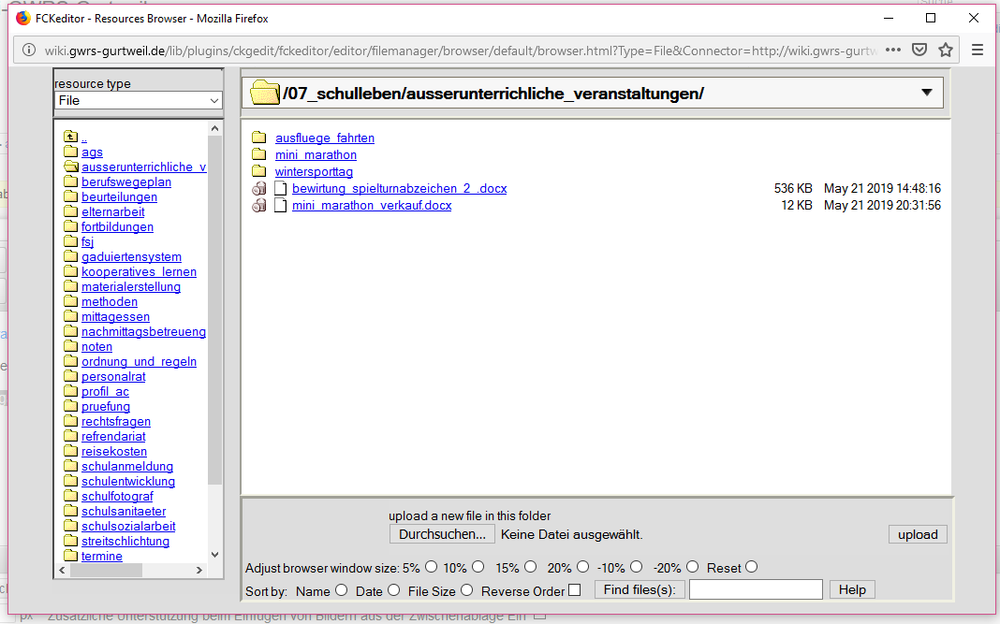 FCKeditor - Resources Browser - Mozilla Firefox
wiki.gwrs-gurtweil.de/lib/plugins/ckgedit/fckeditor/editor/filemanager/browser/default/browser.html?Type=File&Connector=http://wiki.gwrs-gurtw
resource type
File
..
ags
ausserunterrichliche_v
berufswegeplan
beurteilungen
elternarbeit
fortbildungen
fsj
gaduiertensystem
kooperatives_lernen
materialerstellung
methoden
mittagessen
nachmittagsbetreueng
noten
ordnung_und_regeln
personalrat
profil_ac
pruefung
rechtsfragen
refrendariat
reisekosten
schulanmeldung
schulentwicklung
schulfotograf
schulsanitaeter
schulsozialarbeit
streitschlichtung
termine
/07_schulleben/ausserunterrichliche_veranstaltungen/
ausfluege_fahrten
mini_marathon
wintersporttag
bewirtung_spielturnabzeichen_2_.docx 536 KB May 21 2019 14:48:16
mini_marathon_verkauf.docx 12 KB May 21 2019 20:31:56
upload a new file in this folder
Durchsuchen... Keine Datei ausgewählt. upload
Adjust browser window size: 5% 10% 15% 20% -10% -20% Reset
Sort by: Name Date File Size Reverse Order Find files(s): Help
px Zusätzliche Unterstützung beim Einfügen von Bildern aus der Zwischenablage Ein